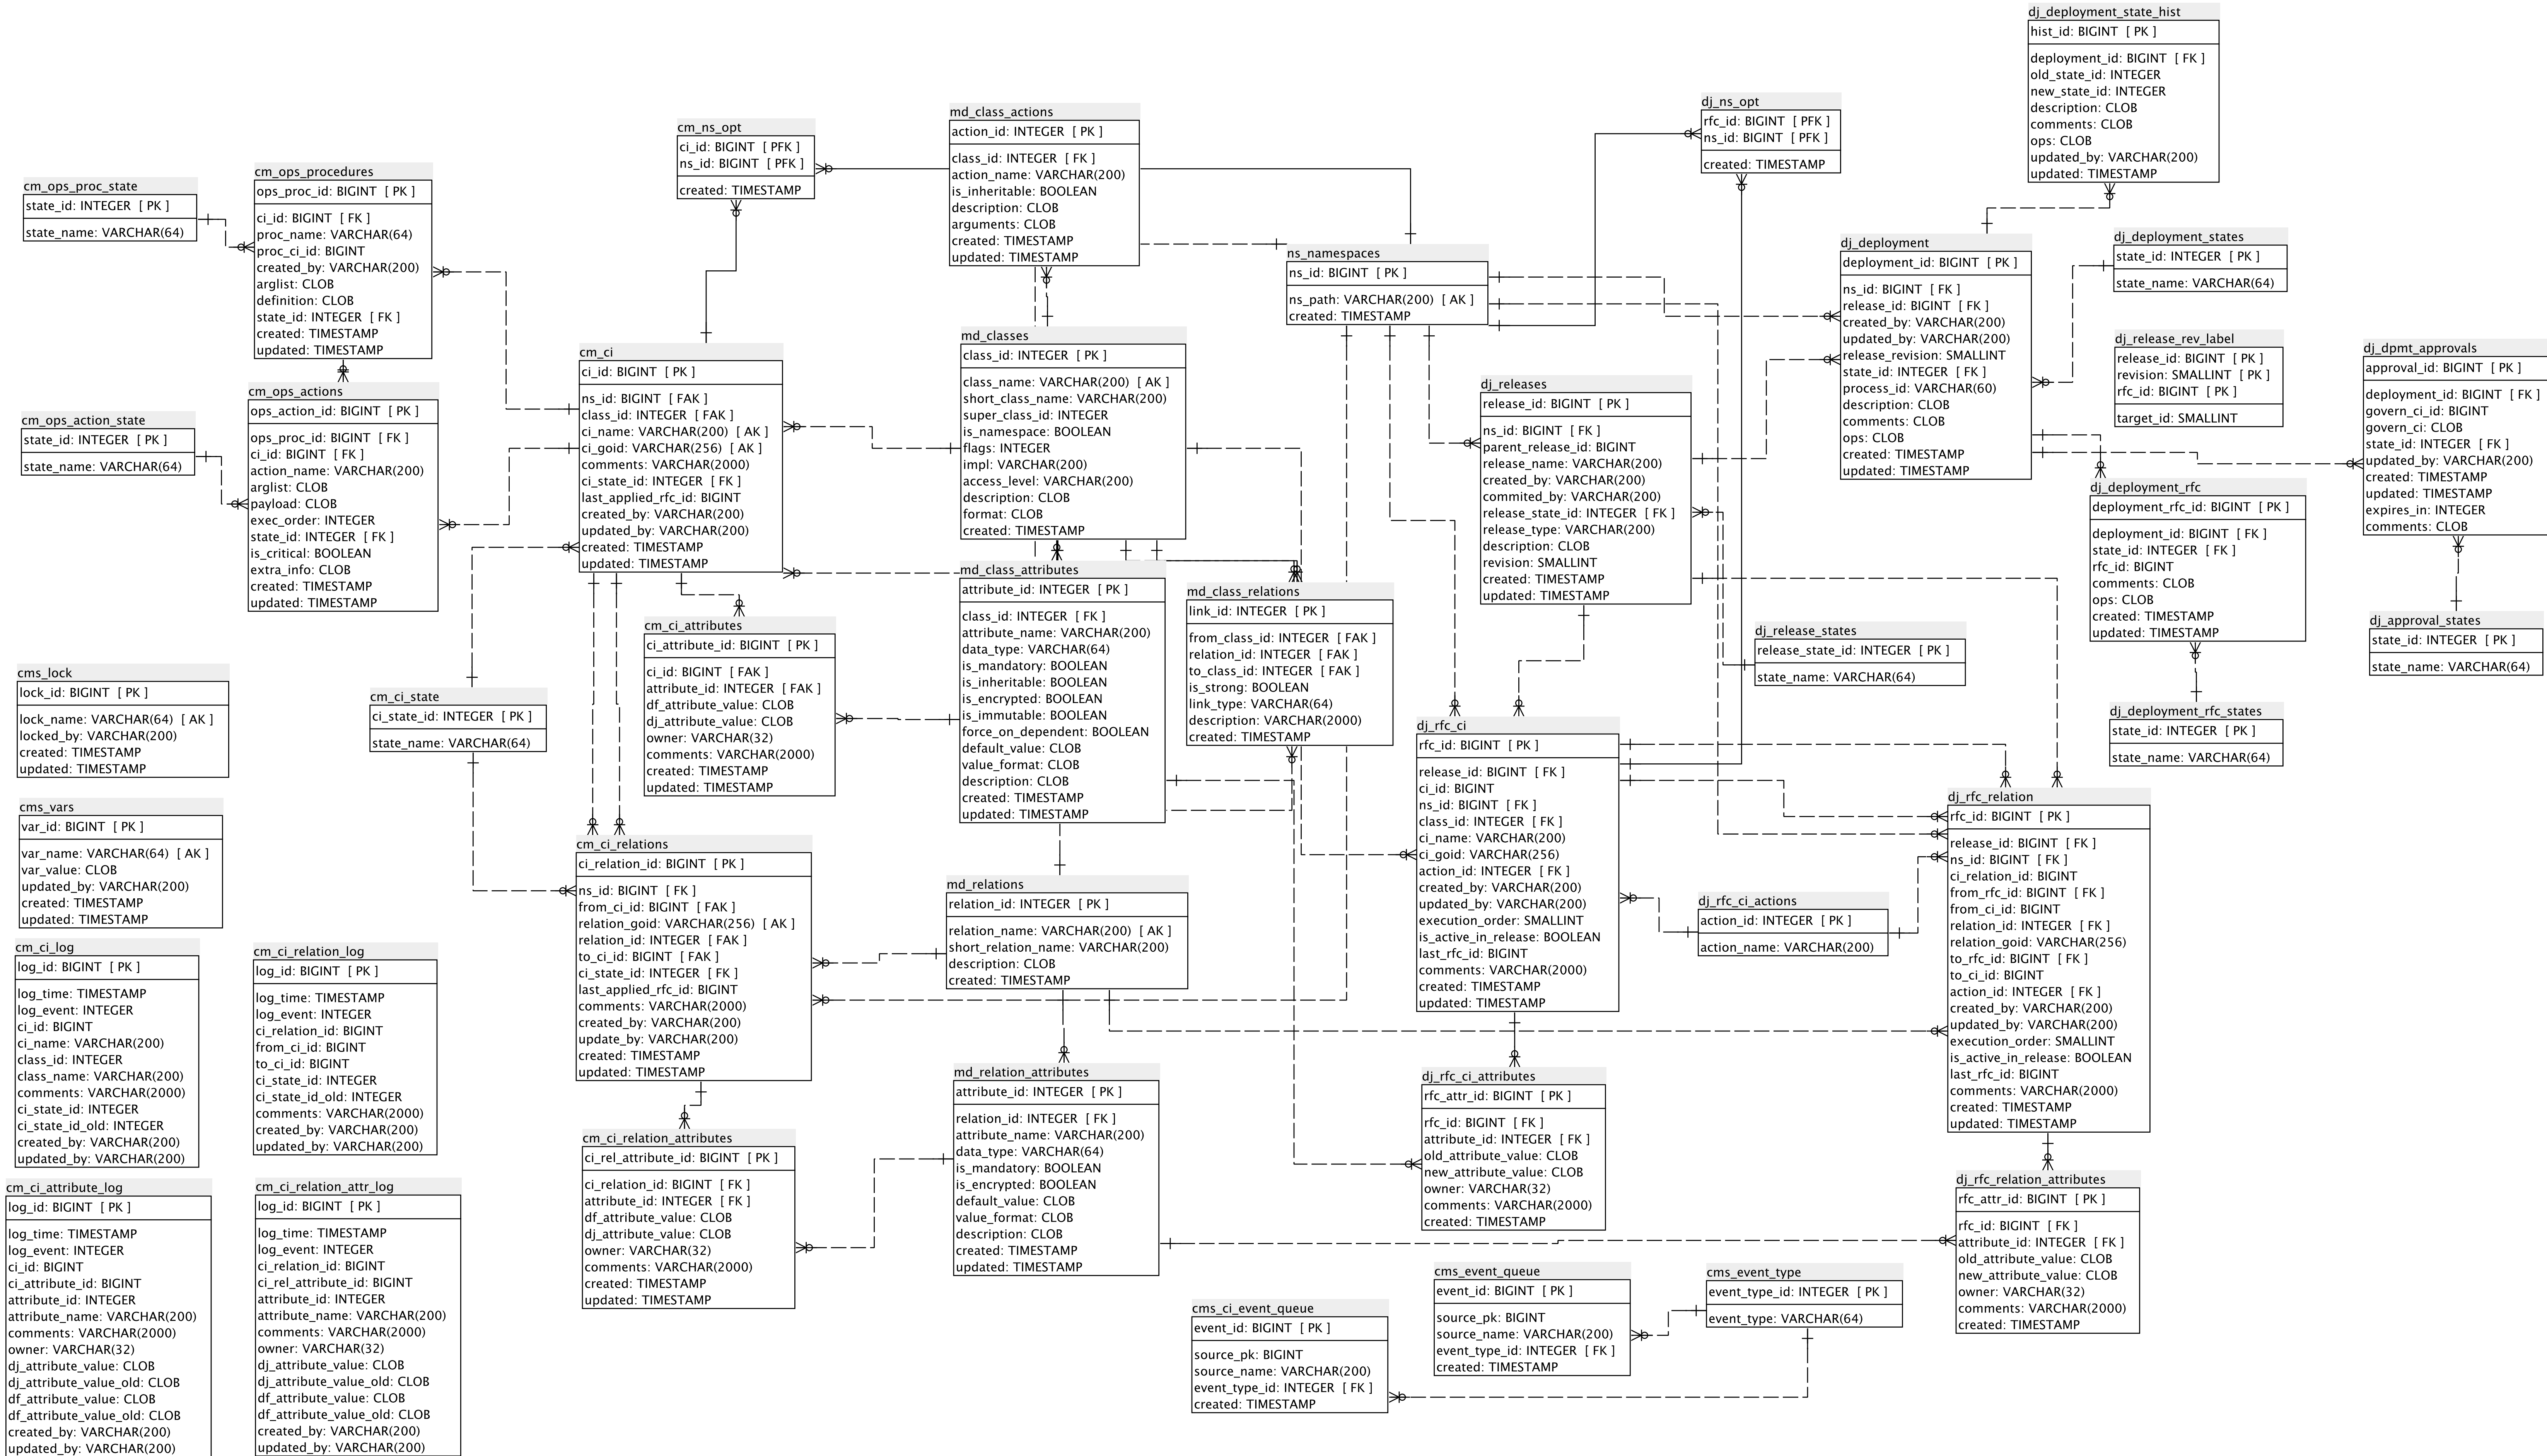 dj_deployment_state_hist
hist_id: BIGINT [ PK ]
deployment_id: BIGINT [ FK ]
old_state_id: INTEGER
new_state_id: INTEGER
description: CLOB
comments: CLOB
ops: CLOB
updated_by: VARCHAR(200)
updated: TIMESTAMP
cm_ns_opt
ci_id: BIGINT [ PFK ]
ns_id: BIGINT [ PFK ]
created: TIMESTAMP
md_class_actions
action_id: INTEGER [ PK ]
class_id: INTEGER [ FK ]
action_name: VARCHAR(200)
is_inheritable: BOOLEAN
description: CLOB
arguments: CLOB
created: TIMESTAMP
updated: TIMESTAMP
dj_ns_opt
rfc_id: BIGINT [ PFK ]
ns_id: BIGINT [ PFK ]
created: TIMESTAMP
cm_ops_proc_state
state_id: INTEGER [ PK ]
state_name: VARCHAR(64)
cm_ops_procedures
ops_proc_id: BIGINT [ PK ]
ci_id: BIGINT [ FK ]
proc_name: VARCHAR(64)
proc_ci_id: BIGINT
created_by: VARCHAR(200)
arglist: CLOB
definition: CLOB
state_id: INTEGER [ FK ]
created: TIMESTAMP
updated: TIMESTAMP
ns_namespaces
ns_id: BIGINT [ PK ]
ns_path: VARCHAR(200) [ AK ]
created: TIMESTAMP
dj_deployment
deployment_id: BIGINT [ PK ]
ns_id: BIGINT [ FK ]
release_id: BIGINT [ FK ]
created_by: VARCHAR(200)
updated_by: VARCHAR(200)
release_revision: SMALLINT
state_id: INTEGER [ FK ]
process_id: VARCHAR(60)
description: CLOB
comments: CLOB
ops: CLOB
created: TIMESTAMP
updated: TIMESTAMP
dj_deployment_states
state_id: INTEGER [ PK ]
state_name: VARCHAR(64)
dj_release_rev_label
release_id: BIGINT [ PK ]
revision: SMALLINT [ PK ]
rfc_id: BIGINT [ PK ]
target_id: SMALLINT
dj_dpmt_approvals
approval_id: BIGINT [ PK ]
deployment_id: BIGINT [ FK ]
govern_ci_id: BIGINT
govern_ci: CLOB
state_id: INTEGER [ FK ]
updated_by: VARCHAR(200)
created: TIMESTAMP
updated: TIMESTAMP
expires_in: INTEGER
comments: CLOB
cm_ops_action_state
state_id: INTEGER [ PK ]
state_name: VARCHAR(64)
cm_ops_actions
ops_action_id: BIGINT [ PK ]
ops_proc_id: BIGINT [ FK ]
ci_id: BIGINT [ FK ]
action_name: VARCHAR(200)
arglist: CLOB
payload: CLOB
exec_order: INTEGER
state_id: INTEGER [ FK ]
is_critical: BOOLEAN
extra_info: CLOB
created: TIMESTAMP
updated: TIMESTAMP
cm_ci
ci_id: BIGINT [ PK ]
ns_id: BIGINT [ FAK ]
class_id: INTEGER [ FAK ]
ci_name: VARCHAR(200) [ AK ]
ci_goid: VARCHAR(256) [ AK ]
comments: VARCHAR(2000)
ci_state_id: INTEGER [ FK ]
last_applied_rfc_id: BIGINT
created_by: VARCHAR(200)
updated_by: VARCHAR(200)
created: TIMESTAMP
updated: TIMESTAMP
md_classes
class_id: INTEGER [ PK ]
class_name: VARCHAR(200) [ AK ]
short_class_name: VARCHAR(200)
super_class_id: INTEGER
is_namespace: BOOLEAN
flags: INTEGER
impl: VARCHAR(200)
access_level: VARCHAR(200)
description: CLOB
format: CLOB
created: TIMESTAMP
dj_releases
release_id: BIGINT [ PK ]
ns_id: BIGINT [ FK ]
parent_release_id: BIGINT
release_name: VARCHAR(200)
created_by: VARCHAR(200)
commited_by: VARCHAR(200)
release_state_id: INTEGER [ FK ]
release_type: VARCHAR(200)
description: CLOB
revision: SMALLINT
created: TIMESTAMP
updated: TIMESTAMP
dj_deployment_rfc
deployment_rfc_id: BIGINT [ PK ]
deployment_id: BIGINT [ FK ]
state_id: INTEGER [ FK ]
rfc_id: BIGINT
comments: CLOB
ops: CLOB
created: TIMESTAMP
updated: TIMESTAMP
dj_approval_states
state_id: INTEGER [ PK ]
state_name: VARCHAR(64)
md_class_attributes
attribute_id: INTEGER [ PK ]
class_id: INTEGER [ FK ]
attribute_name: VARCHAR(200)
data_type: VARCHAR(64)
is_mandatory: BOOLEAN
is_inheritable: BOOLEAN
is_encrypted: BOOLEAN
is_immutable: BOOLEAN
force_on_dependent: BOOLEAN
default_value: CLOB
value_format: CLOB
description: CLOB
created: TIMESTAMP
updated: TIMESTAMP
md_class_relations
link_id: INTEGER [ PK ]
from_class_id: INTEGER [ FAK ]
relation_id: INTEGER [ FAK ]
to_class_id: INTEGER [ FAK ]
is_strong: BOOLEAN
link_type: VARCHAR(64)
description: VARCHAR(2000)
created: TIMESTAMP
cm_ci_attributes
ci_attribute_id: BIGINT [ PK ]
ci_id: BIGINT [ FAK ]
attribute_id: INTEGER [ FAK ]
df_attribute_value: CLOB
dj_attribute_value: CLOB
owner: VARCHAR(32)
comments: VARCHAR(2000)
created: TIMESTAMP
updated: TIMESTAMP
dj_release_states
release_state_id: INTEGER [ PK ]
state_name: VARCHAR(64)
cms_lock
lock_id: BIGINT [ PK ]
lock_name: VARCHAR(64) [ AK ]
locked_by: VARCHAR(200)
created: TIMESTAMP
updated: TIMESTAMP
cm_ci_state
ci_state_id: INTEGER [ PK ]
state_name: VARCHAR(64)
dj_deployment_rfc_states
state_id: INTEGER [ PK ]
state_name: VARCHAR(64)
dj_rfc_ci
rfc_id: BIGINT [ PK ]
release_id: BIGINT [ FK ]
ci_id: BIGINT
ns_id: BIGINT [ FK ]
class_id: INTEGER [ FK ]
ci_name: VARCHAR(200)
ci_goid: VARCHAR(256)
action_id: INTEGER [ FK ]
created_by: VARCHAR(200)
updated_by: VARCHAR(200)
execution_order: SMALLINT
is_active_in_release: BOOLEAN
last_rfc_id: BIGINT
comments: VARCHAR(2000)
created: TIMESTAMP
updated: TIMESTAMP
dj_rfc_relation
rfc_id: BIGINT [ PK ]
release_id: BIGINT [ FK ]
ns_id: BIGINT [ FK ]
ci_relation_id: BIGINT
from_rfc_id: BIGINT [ FK ]
from_ci_id: BIGINT
relation_id: INTEGER [ FK ]
relation_goid: VARCHAR(256)
to_rfc_id: BIGINT [ FK ]
to_ci_id: BIGINT
action_id: INTEGER [ FK ]
created_by: VARCHAR(200)
updated_by: VARCHAR(200)
execution_order: SMALLINT
is_active_in_release: BOOLEAN
last_rfc_id: BIGINT
comments: VARCHAR(2000)
created: TIMESTAMP
updated: TIMESTAMP
cms_vars
var_id: BIGINT [ PK ]
var_name: VARCHAR(64) [ AK ]
var_value: CLOB
updated_by: VARCHAR(200)
created: TIMESTAMP
updated: TIMESTAMP
cm_ci_relations
ci_relation_id: BIGINT [ PK ]
ns_id: BIGINT [ FK ]
from_ci_id: BIGINT [ FAK ]
relation_goid: VARCHAR(256) [ AK ]
relation_id: INTEGER [ FAK ]
to_ci_id: BIGINT [ FAK ]
ci_state_id: INTEGER [ FK ]
last_applied_rfc_id: BIGINT
comments: VARCHAR(2000)
created_by: VARCHAR(200)
update_by: VARCHAR(200)
created: TIMESTAMP
updated: TIMESTAMP
md_relations
relation_id: INTEGER [ PK ]
relation_name: VARCHAR(200) [ AK ]
short_relation_name: VARCHAR(200)
description: CLOB
created: TIMESTAMP
dj_rfc_ci_actions
action_id: INTEGER [ PK ]
action_name: VARCHAR(200)
cm_ci_log
log_id: BIGINT [ PK ]
log_time: TIMESTAMP
log_event: INTEGER
ci_id: BIGINT
ci_name: VARCHAR(200)
class_id: INTEGER
class_name: VARCHAR(200)
comments: VARCHAR(2000)
ci_state_id: INTEGER
ci_state_id_old: INTEGER
created_by: VARCHAR(200)
updated_by: VARCHAR(200)
cm_ci_relation_log
log_id: BIGINT [ PK ]
log_time: TIMESTAMP
log_event: INTEGER
ci_relation_id: BIGINT
from_ci_id: BIGINT
to_ci_id: BIGINT
ci_state_id: INTEGER
ci_state_id_old: INTEGER
comments: VARCHAR(2000)
created_by: VARCHAR(200)
updated_by: VARCHAR(200)
md_relation_attributes
attribute_id: INTEGER [ PK ]
relation_id: INTEGER [ FK ]
attribute_name: VARCHAR(200)
data_type: VARCHAR(64)
is_mandatory: BOOLEAN
is_encrypted: BOOLEAN
default_value: CLOB
value_format: CLOB
description: CLOB
created: TIMESTAMP
updated: TIMESTAMP
dj_rfc_ci_attributes
rfc_attr_id: BIGINT [ PK ]
rfc_id: BIGINT [ FK ]
attribute_id: INTEGER [ FK ]
old_attribute_value: CLOB
new_attribute_value: CLOB
owner: VARCHAR(32)
comments: VARCHAR(2000)
created: TIMESTAMP
cm_ci_relation_attributes
ci_rel_attribute_id: BIGINT [ PK ]
ci_relation_id: BIGINT [ FK ]
attribute_id: INTEGER [ FK ]
df_attribute_value: CLOB
dj_attribute_value: CLOB
owner: VARCHAR(32)
comments: VARCHAR(2000)
created: TIMESTAMP
updated: TIMESTAMP
dj_rfc_relation_attributes
rfc_attr_id: BIGINT [ PK ]
rfc_id: BIGINT [ FK ]
attribute_id: INTEGER [ FK ]
old_attribute_value: CLOB
new_attribute_value: CLOB
owner: VARCHAR(32)
comments: VARCHAR(2000)
created: TIMESTAMP
cm_ci_attribute_log
log_id: BIGINT [ PK ]
log_time: TIMESTAMP
log_event: INTEGER
ci_id: BIGINT
ci_attribute_id: BIGINT
attribute_id: INTEGER
attribute_name: VARCHAR(200)
comments: VARCHAR(2000)
owner: VARCHAR(32)
dj_attribute_value: CLOB
dj_attribute_value_old: CLOB
df_attribute_value: CLOB
df_attribute_value_old: CLOB
created_by: VARCHAR(200)
updated_by: VARCHAR(200)
cm_ci_relation_attr_log
log_id: BIGINT [ PK ]
log_time: TIMESTAMP
log_event: INTEGER
ci_relation_id: BIGINT
ci_rel_attribute_id: BIGINT
attribute_id: INTEGER
attribute_name: VARCHAR(200)
comments: VARCHAR(2000)
owner: VARCHAR(32)
dj_attribute_value: CLOB
dj_attribute_value_old: CLOB
df_attribute_value: CLOB
df_attribute_value_old: CLOB
created_by: VARCHAR(200)
updated_by: VARCHAR(200)
cms_ci_event_queue
event_id: BIGINT [ PK ]
source_pk: BIGINT
source_name: VARCHAR(200)
event_type_id: INTEGER [ FK ]
created: TIMESTAMP
cms_event_queue
event_id: BIGINT [ PK ]
source_pk: BIGINT
source_name: VARCHAR(200)
event_type_id: INTEGER [ FK ]
created: TIMESTAMP
cms_event_type
event_type_id: INTEGER [ PK ]
event_type: VARCHAR(64)